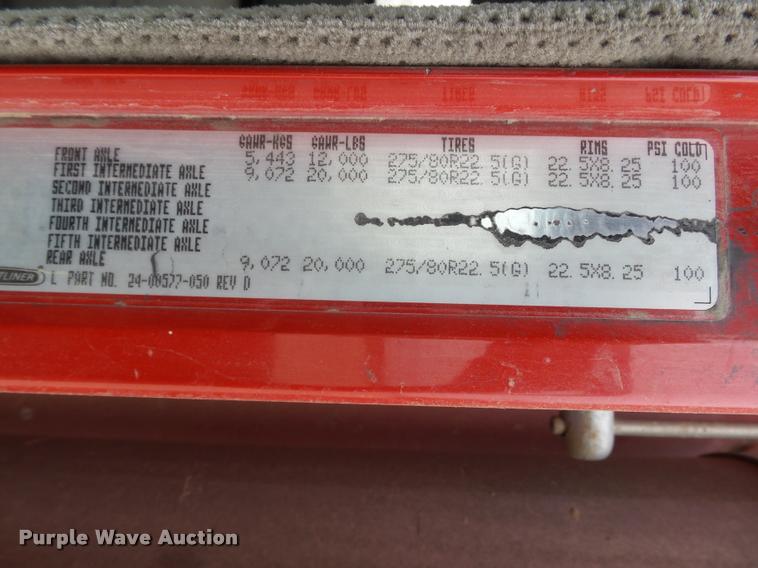 GAWR-KGS GAWR-LBS TIRES RIMS PSI COLD
FRONT AXLE 5,443 12,000 275/80R22.5(G) 22.5X8.25 100
FIRST INTERMEDIATE AXLE 9,072 20,000 275/80R22.5(G) 22.5X8.25 100
SECOND INTERMEDIATE AXLE
THIRD INTERMEDIATE AXLE
FOURTH INTERMEDIATE AXLE
FIFTH INTERMEDIATE AXLE
REAR AXLE 9,072 20,000 275/80R22.5(G) 22.5X8.25 100
TLINER L PART NO. 24-00577-050 REV D
Purple Wave Auction